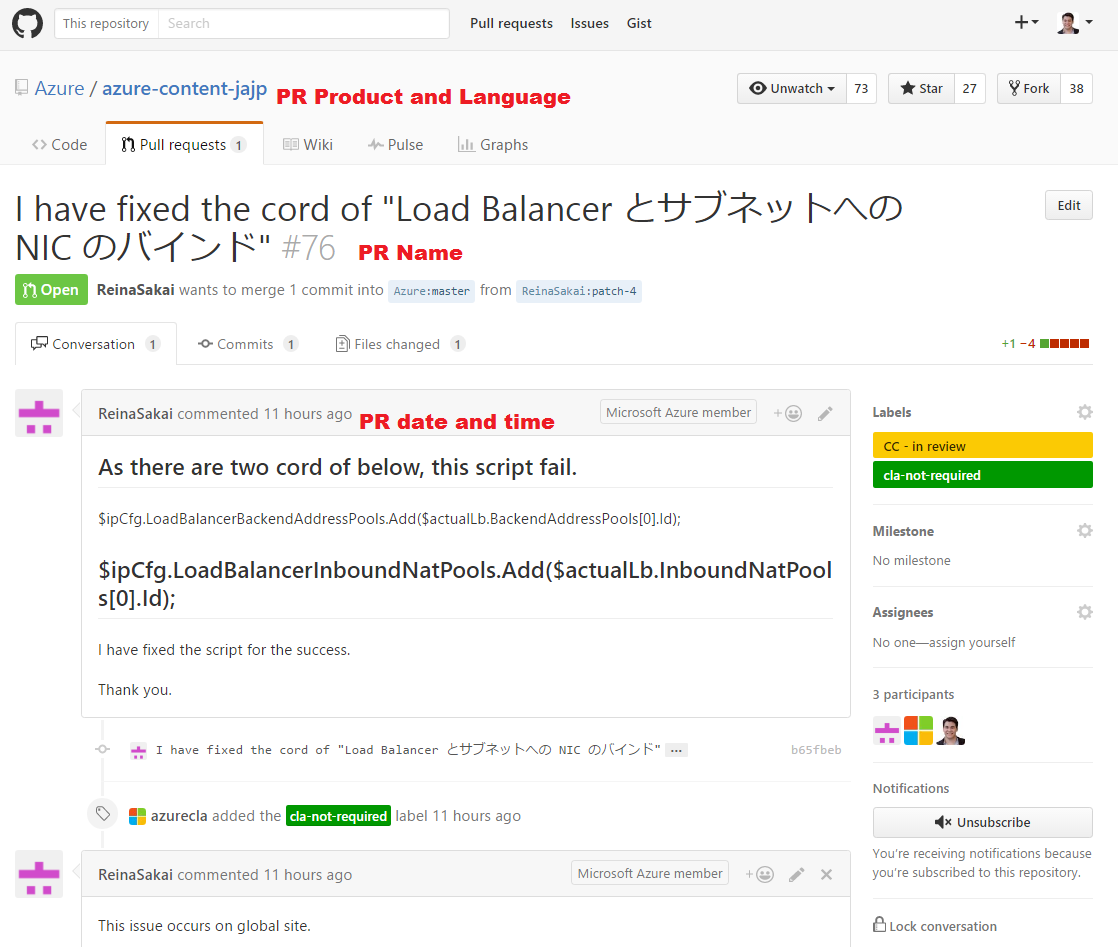 This repository Search Pull requests Issues Gist
Azure / azure-content-jajp PR Product and Language Unwatch 73 Star 27 Fork 38
Code Pull requests 1 Wiki Pulse Graphs
I have fixed the cord of "Load Balancer とサブネットへの
NIC のバインド" #76 PR Name
Edit
Open ReinaSakai wants to merge 1 commit into Azure:master from ReinaSakai:patch-4
Conversation 1 Commits 1 Files changed 1 +1 −4
ReinaSakai commented 11 hours ago PR date and time Microsoft Azure member
As there are two cord of below, this script fail.
$ipCfg.LoadBalancerBackendAddressPools.Add($actualLb.BackendAddressPools[0].Id);
$ipCfg.LoadBalancerInboundNatPools.Add($actualLb.InboundNatPool
s[0].Id);
I have fixed the script for the success.
Thank you.
I have fixed the cord of "Load Balancer とサブネットへの NIC のバインド" … b65fbeb
azurecla added the cla-not-required label 11 hours ago
ReinaSakai commented 11 hours ago Microsoft Azure member
This issue occurs on global site.
Labels
CC - in review
cla-not-required
Milestone
No milestone
Assignees
No one—assign yourself
3 participants
Notifications
Unsubscribe
You're receiving notifications because
you're subscribed to this repository.
Lock conversation